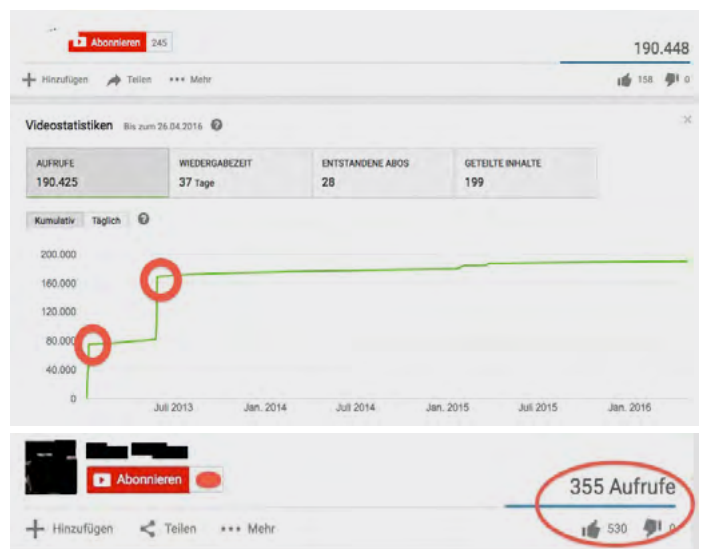 Abonnieren 245
190.448
Hinzufügen Teilen Mehr 158 0
Videostatistiken Bis zum 26.04.2016
AUFRUFE WIEDERGABEZEIT ENTSTANDENE ABOS GETEILTE INHALTE
190.425 37 Tage 28 199
Kumulativ Täglich
200.000
160.000
120.000
80.000
40.000
0
Juli 2013 Jan. 2014 Juli 2014 Jan. 2015 Juli 2015 Jan. 2016
Abonnieren
355 Aufrufe
Hinzufügen Teilen Mehr 530 0